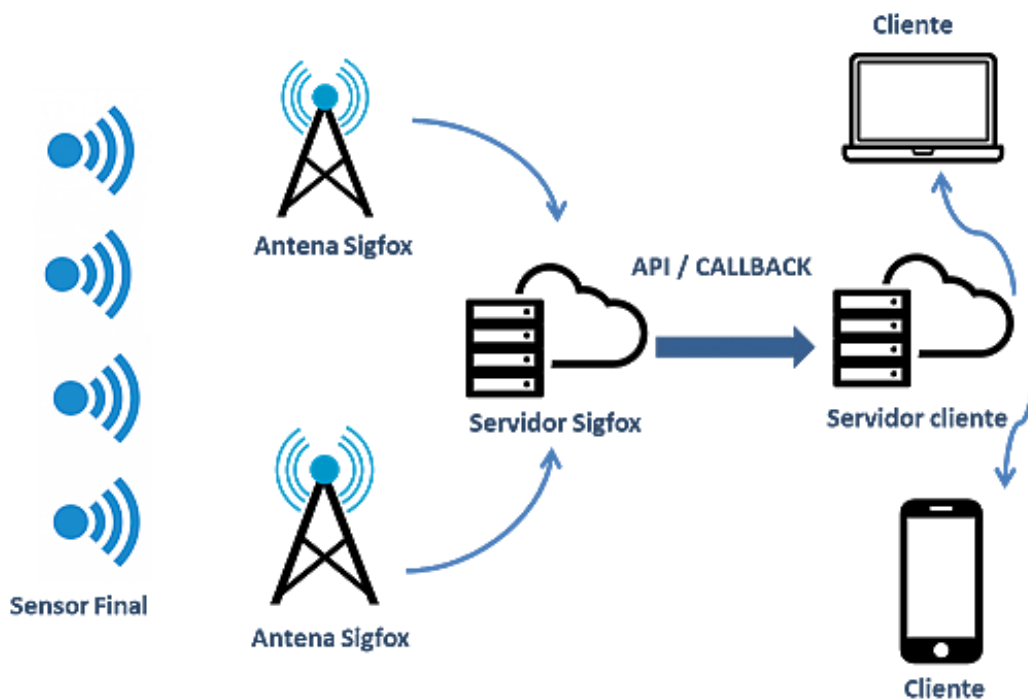 Cliente
Antena Sigfox
API / CALLBACK
Servidor Sigfox
Servidor cliente
Sensor Final
Antena Sigfox
Cliente